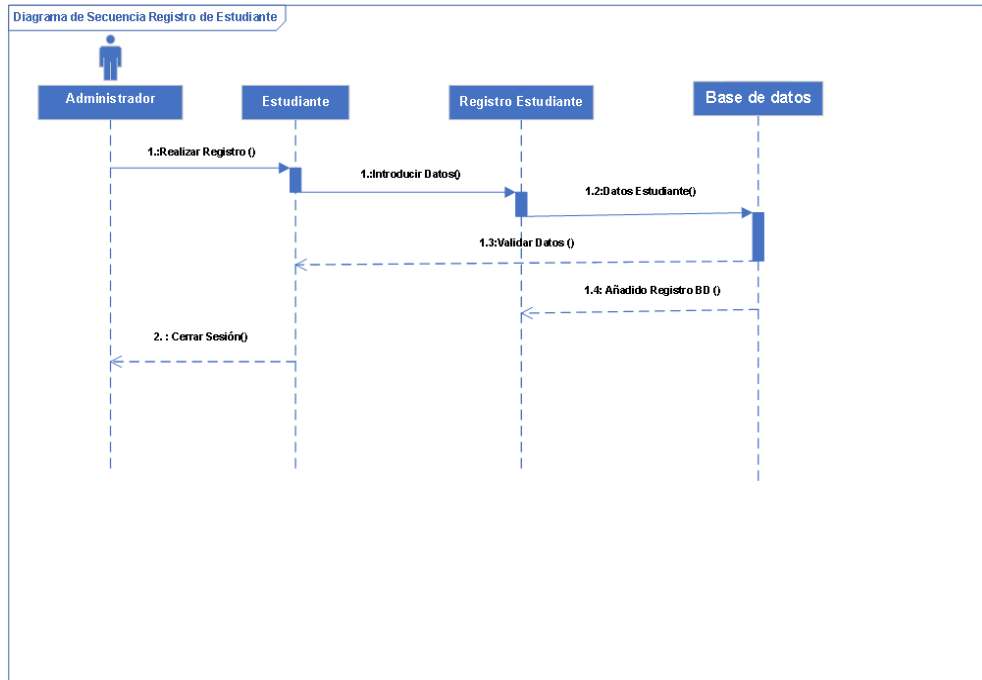 Diagrama de Secuencia Registro de Estudiante
Administrador
Estudiante
Registro Estudiante
Base de datos
1.:Realizar Registro ()
1.:Introducir Datos()
1.2:Datos Estudiante()
1.3:Validar Datos ()
1.4: Añadido Registro BD ()
2. : Cerrar Sesión()